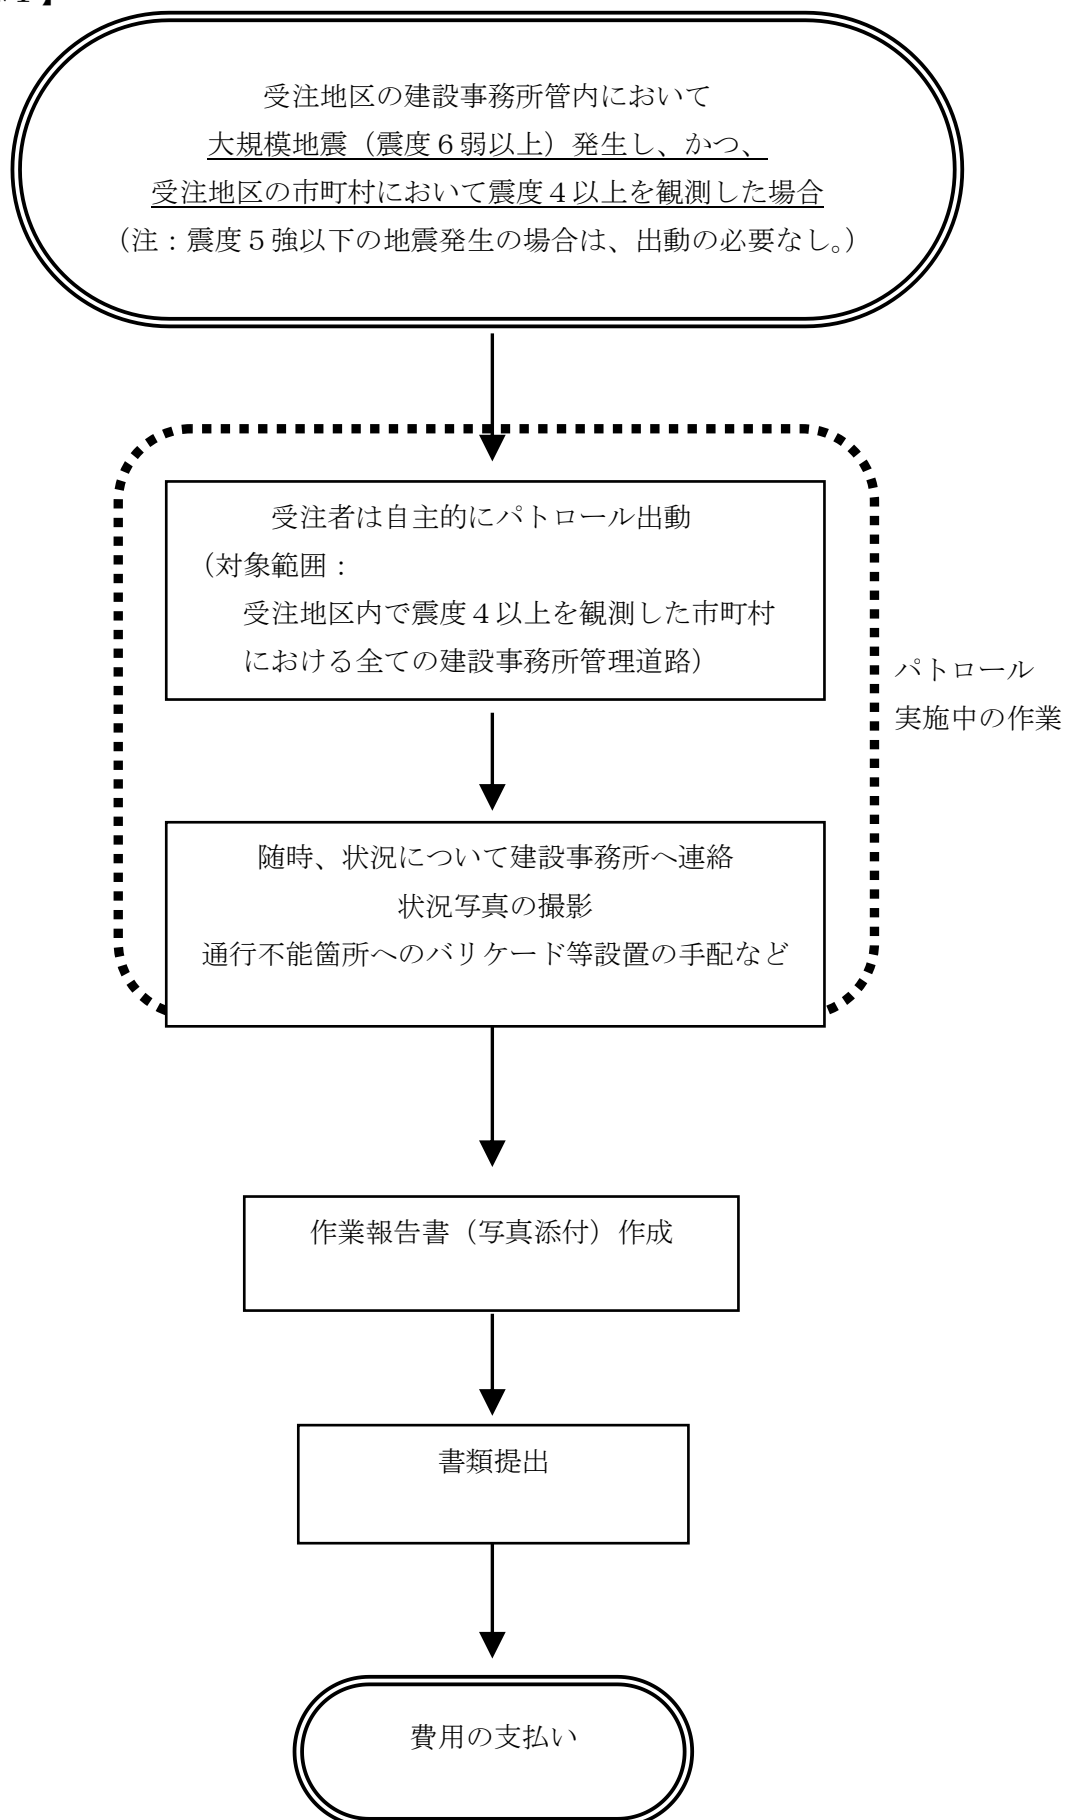 受注地区の建設事務所管内において
大規模地震（震度６弱以上）発生し、かつ、
受注地区の市町村において震度４以上を観測した場合
（注：震度５強以下の地震発生の場合は、出動の必要なし。）
受注者は自主的にパトロール出動
（対象範囲：
受注地区内で震度４以上を観測した市町村
における全ての建設事務所管理道路）
パトロール
実施中の作業
随時、状況について建設事務所へ連絡
状況写真の撮影
通行不能箇所へのバリケード等設置の手配など
作業報告書（写真添付）作成
書類提出
費用の支払い